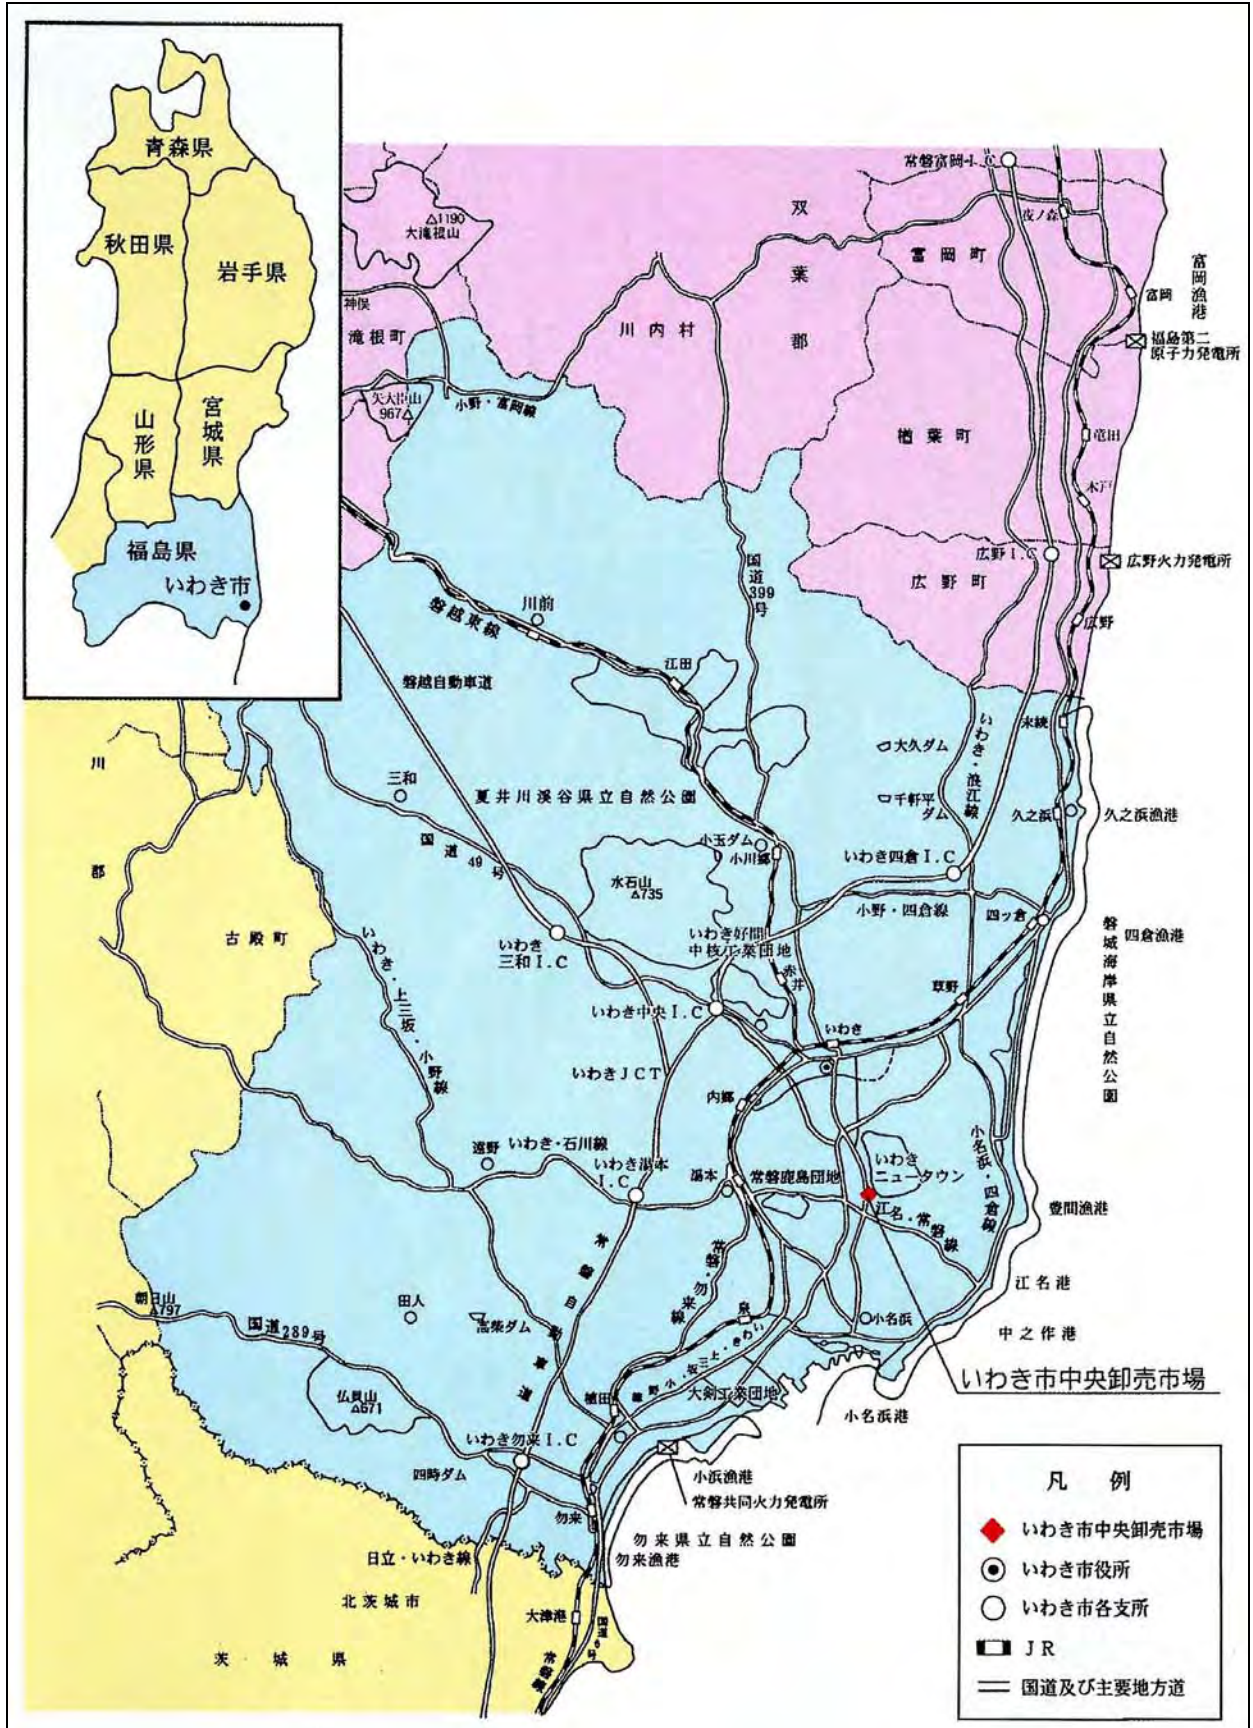 青森県
秋田県
岩手県
山形県
宮城県
福島県
いわき市
常磐富岡I.C
夜ノ森
双葉郡
△1190
大滝根山
富岡町
富岡漁港
富岡
神俣
滝根町
川内村
福島第二
原子力発電所
矢大臣山
967△
小野・富岡線
楢葉町
竜田
木戸
広野I.C
広野火力発電所
広野町
国道399号
広野
川前
磐越東線
江田
磐越自動車道
いわき・浪江線
末続
大久ダム
川
郡
三和
夏井川渓谷県立自然公園
千軒平
ダム
久之浜
久之浜漁港
国道49号
小玉ダム
小川郷
いわき四倉I.C
水石山
△735
小野・四倉線
四ッ倉
四倉漁港
磐城海岸県立自然公園
古殿町
いわき・上三坂・小野線
いわき
三和I.C
いわき好間
中核工業団地
赤井
草野
いわき中央I.C
いわき
いわきJCT
内郷
小名浜・四倉線
遠野
いわき・石川線
いわき湯本
I.C
湯本
常磐鹿島団地
いわき
ニュータウン
江名・常磐線
豊間漁港
常磐自動車道
常磐・勿来線
江名港
朝日山
△797
国道289号
田人
高柴ダム
泉
小名浜
中之作港
いわき市中央卸売市場
いわき・上三坂・小野線
仏具山
△671
植田
大剣工業団地
小名浜港
いわき勿来I.C
四時ダム
小浜漁港
常磐共同火力発電所
勿来
勿来県立自然公園
勿来漁港
日立・いわき線
北茨城市
大津港
国道6号
茨城県
常磐線
凡例
いわき市中央卸売市場
いわき市役所
いわき市各支所
JR
国道及び主要地方道